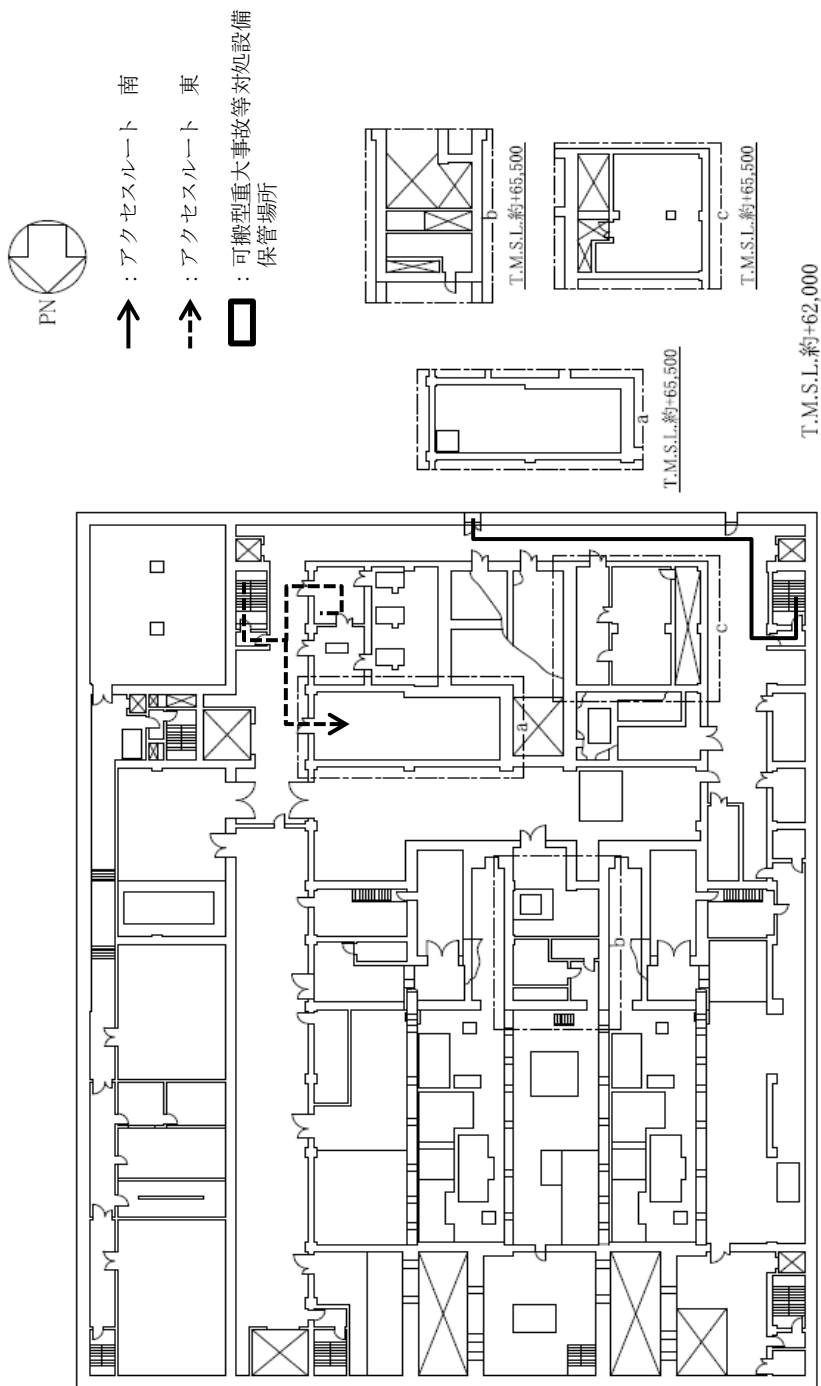 PN
：アクセスルート　南
：アクセスルート　東
：可搬型重大事故等対処設備
保管場所
b
T.M.S.L.約+65,500
c
T.M.S.L.約+65,500
a
T.M.S.L.約+65,500
T.M.S.L.約+62,000
a
b
c